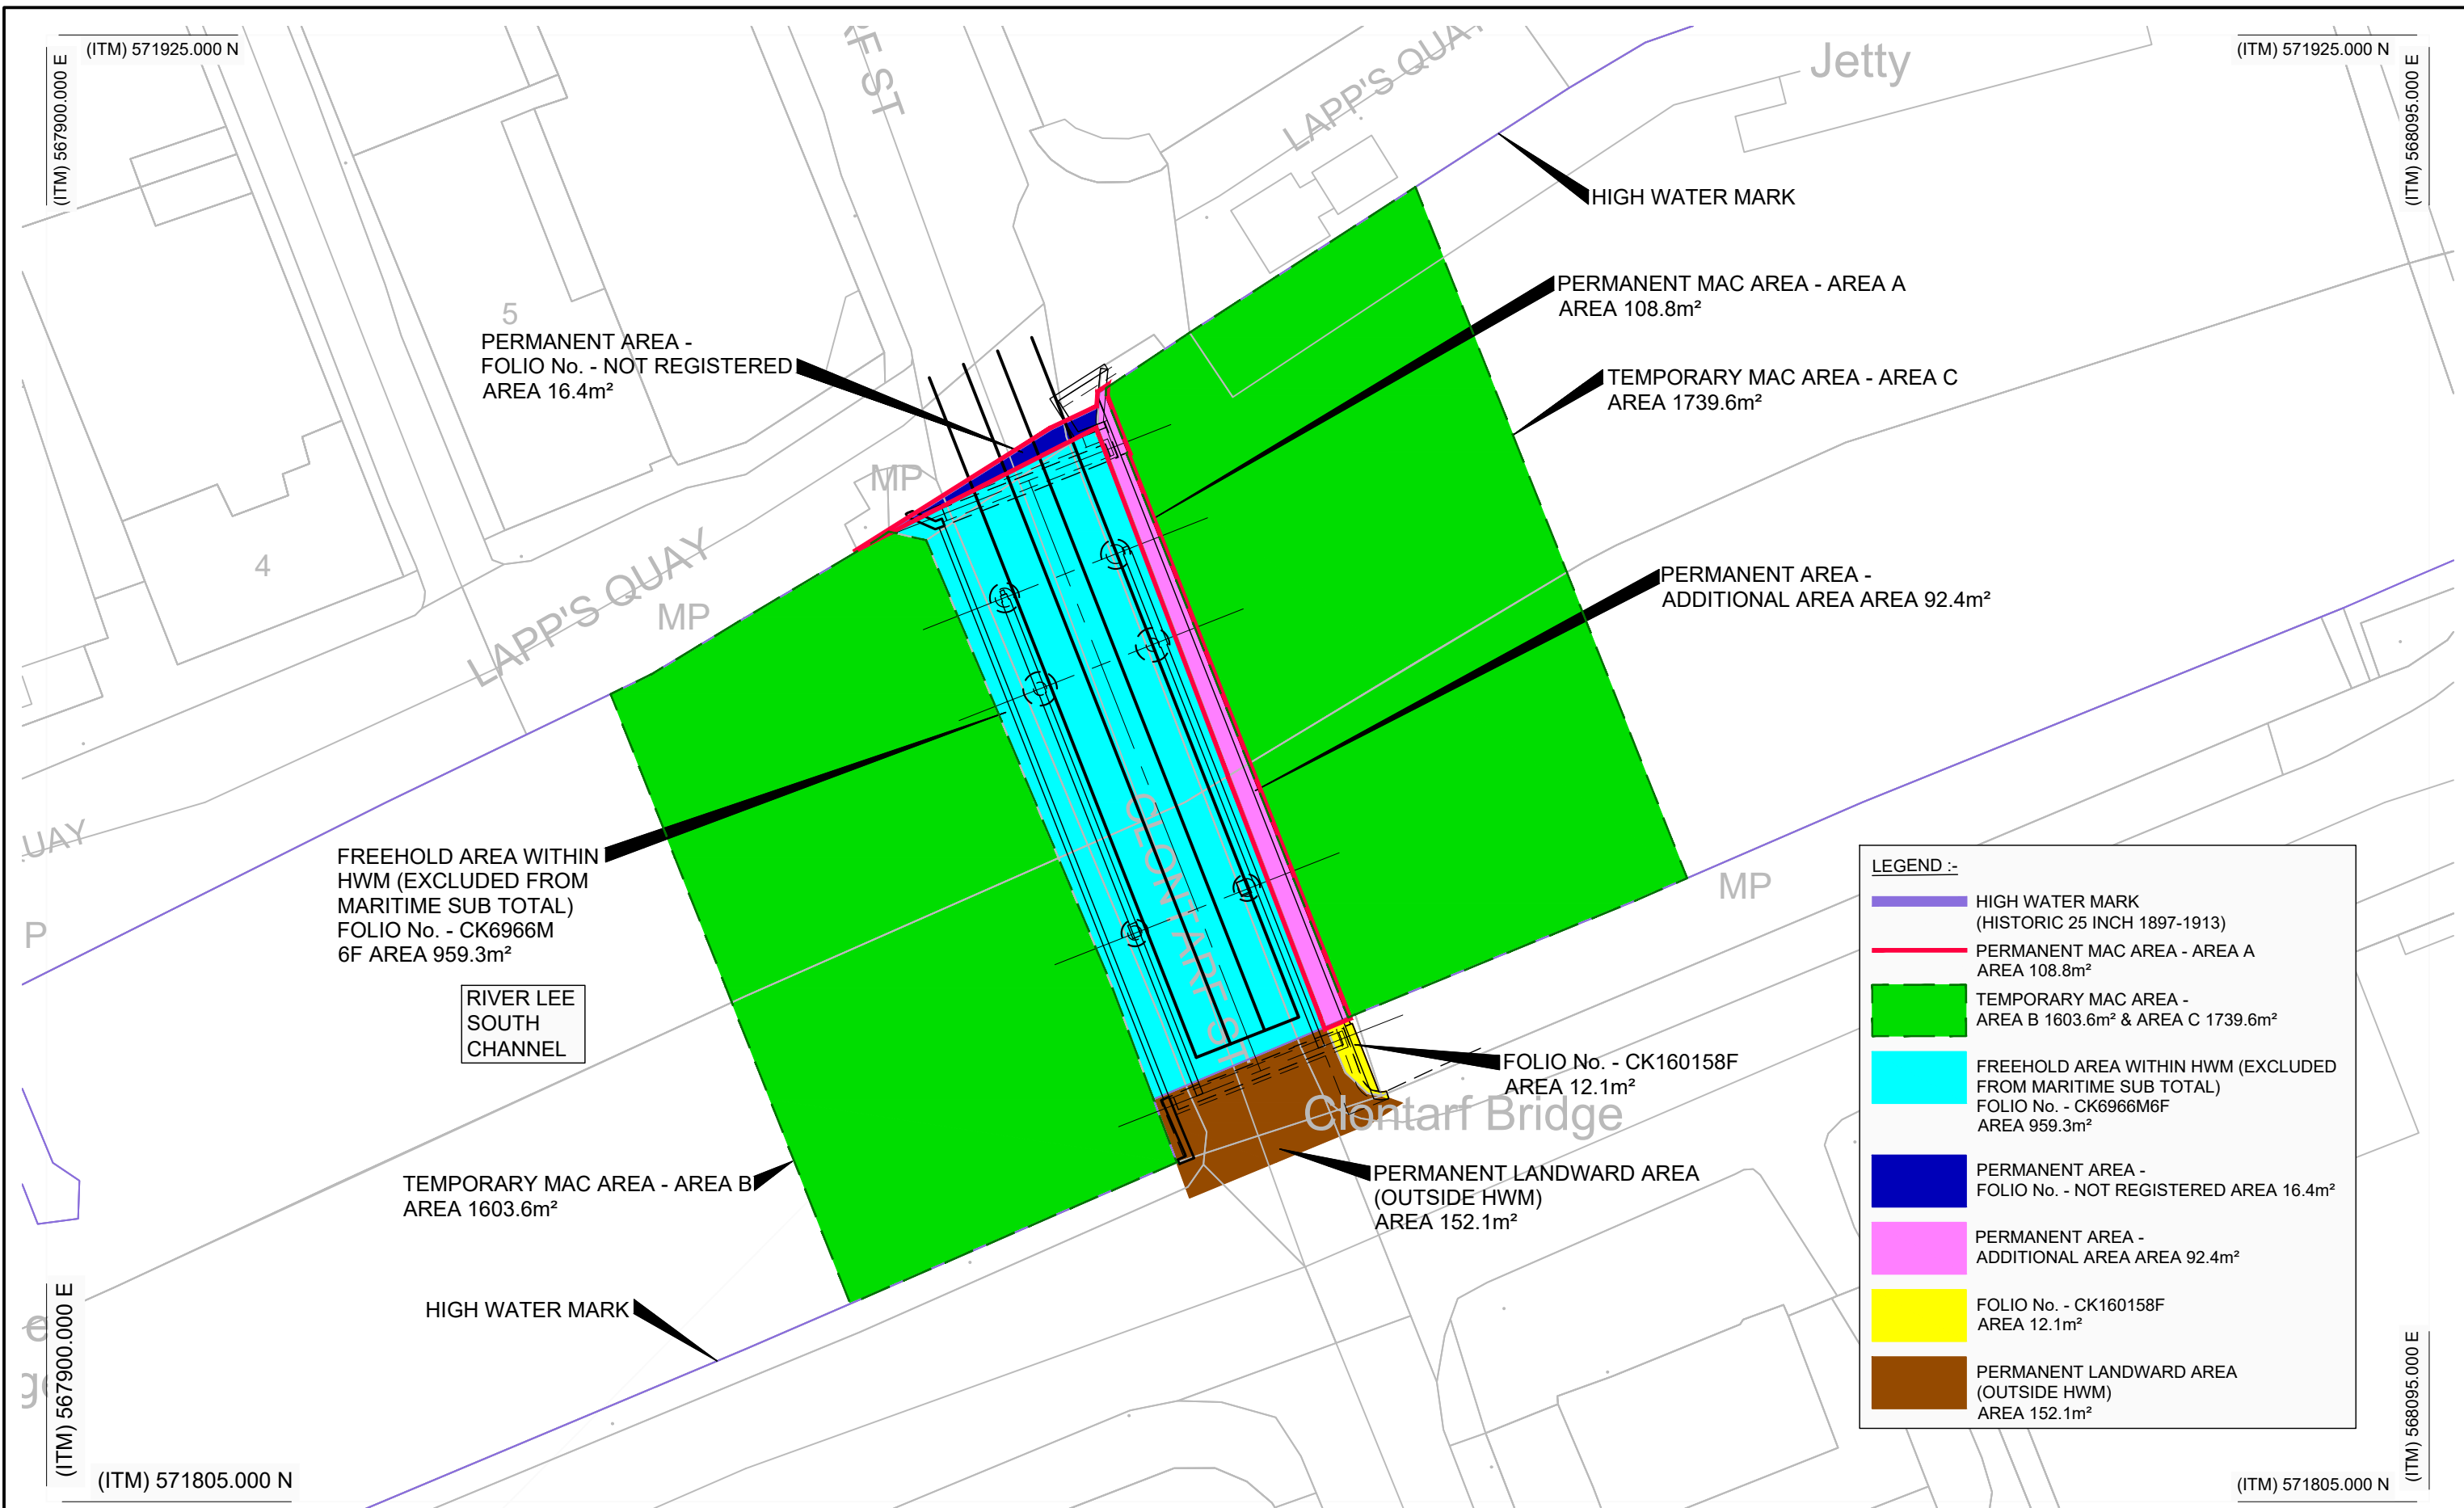 (ITM) 571925.000 N
(ITM) 571925.000 N
(ITM) 567900.000 E
(ITM) 568095.000 E
RF ST
LAPP'S QUAY
Jetty
HIGH WATER MARK
5
PERMANENT MAC AREA - AREA A
AREA 108.8m²
PERMANENT AREA -
FOLIO No. - NOT REGISTERED
AREA 16.4m²
TEMPORARY MAC AREA - AREA C
AREA 1739.6m²
MP
4
LAPP'S QUAY
MP
PERMANENT AREA -
ADDITIONAL AREA AREA 92.4m²
UAY
FREEHOLD AREA WITHIN
HWM (EXCLUDED FROM
MARITIME SUB TOTAL)
FOLIO No. - CK6966M
6F AREA 959.3m²
P
CLONTARF ST
MP
RIVER LEE
SOUTH
CHANNEL
FOLIO No. - CK160158F
AREA 12.1m²
Clontarf Bridge
TEMPORARY MAC AREA - AREA B
AREA 1603.6m²
PERMANENT LANDWARD AREA
(OUTSIDE HWM)
AREA 152.1m²
HIGH WATER MARK
e
ge
LEGEND :-
HIGH WATER MARK
(HISTORIC 25 INCH 1897-1913)
PERMANENT MAC AREA - AREA A
AREA 108.8m²
TEMPORARY MAC AREA -
AREA B 1603.6m² & AREA C 1739.6m²
FREEHOLD AREA WITHIN HWM (EXCLUDED
FROM MARITIME SUB TOTAL)
FOLIO No. - CK6966M6F
AREA 959.3m²
PERMANENT AREA -
FOLIO No. - NOT REGISTERED AREA 16.4m²
PERMANENT AREA -
ADDITIONAL AREA AREA 92.4m²
FOLIO No. - CK160158F
AREA 12.1m²
PERMANENT LANDWARD AREA
(OUTSIDE HWM)
AREA 152.1m²
(ITM) 567900.000 E
(ITM) 568095.000 E
(ITM) 571805.000 N
(ITM) 571805.000 N